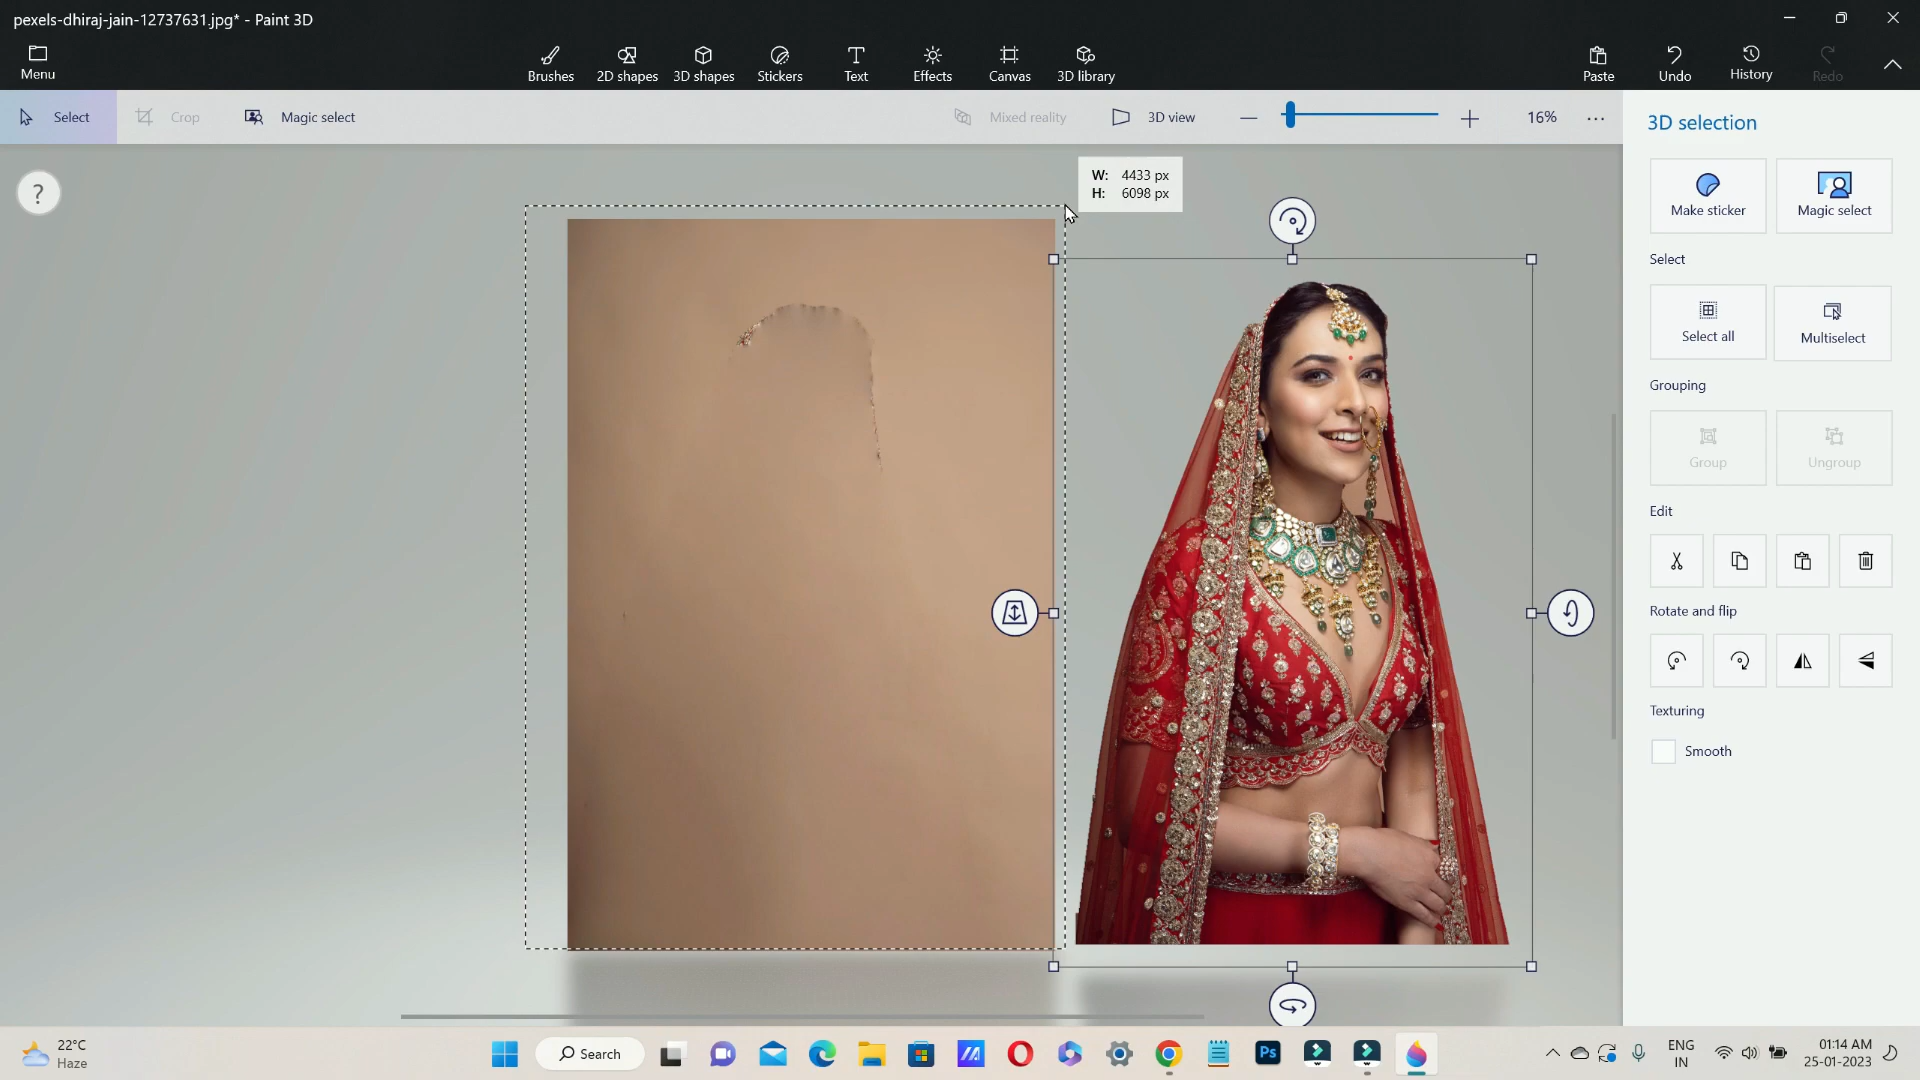 pexels-dhiraj-jain-12737631.jpg* - Paint 3D
Menu
Brushes
2D shapes
3D shapes
Stickers
Text
Effects
Canvas
3D library
Paste
Undo
History
Redo
Select
Crop
Magic select
Mixed reality
3D view
16%
?
W: 4433 px
H: 6098 px
3D selection
Make sticker
Magic select
Select
Select all
Multiselect
Grouping
Group
Ungroup
Edit
Rotate and flip
Texturing
Smooth
22°C
Haze
Search
Ps
ENG
IN
01:14 AM
25-01-2023